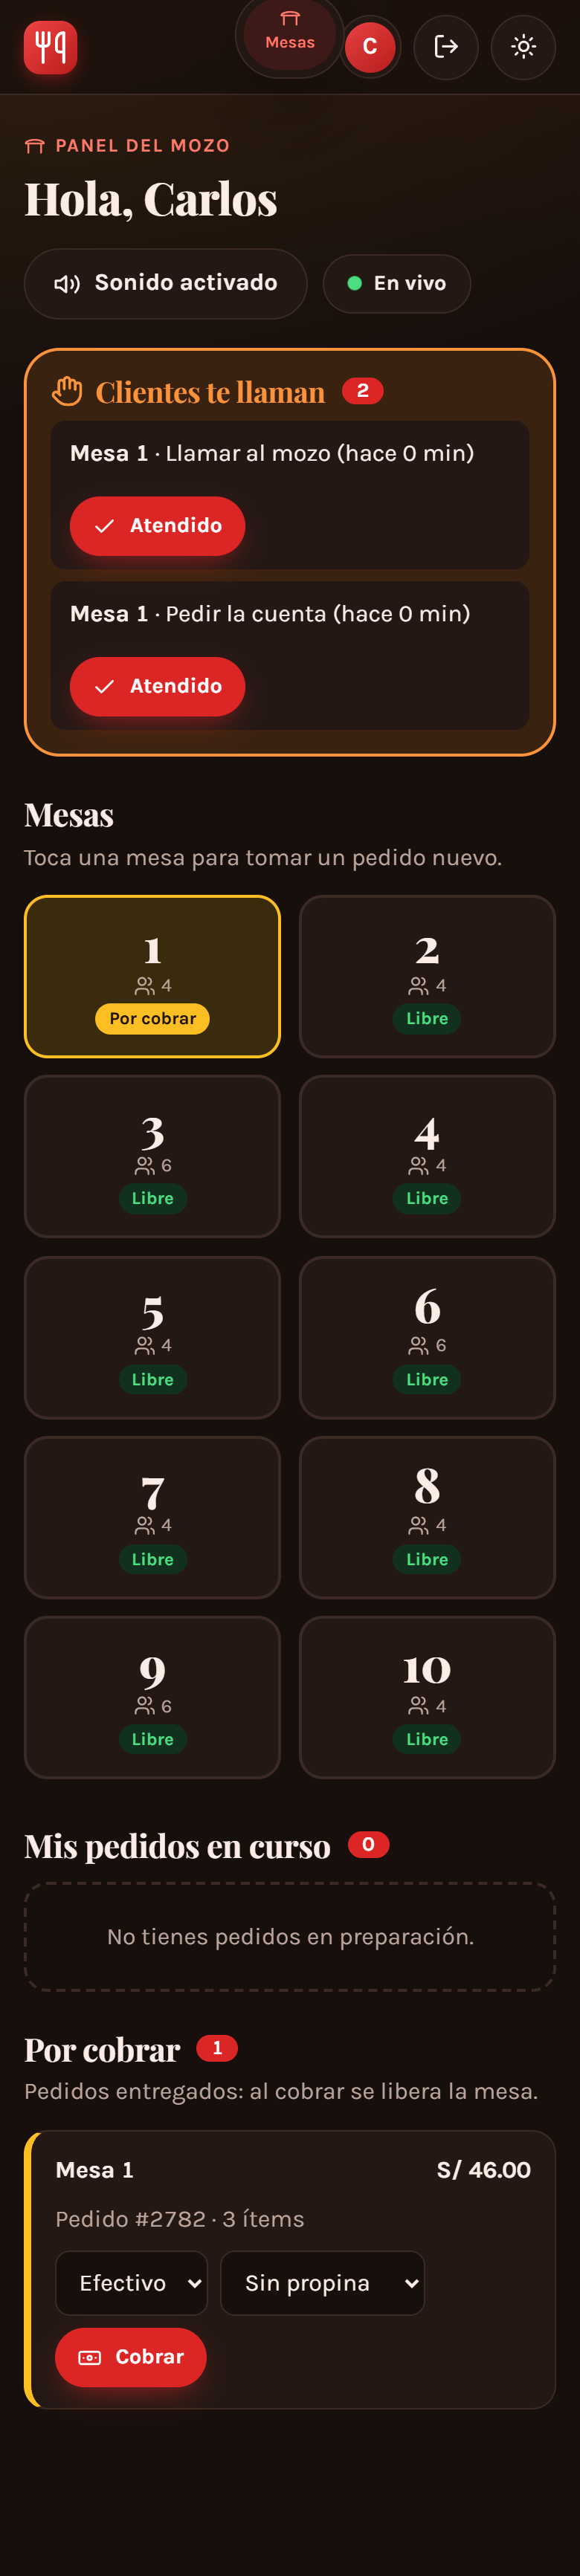 Mesas
C
PANEL DEL MOZO
Hola, Carlos
Sonido activado
En vivo
Clientes te llaman 2
Mesa 1 · Llamar al mozo (hace 0 min)
Atendido
Mesa 1 · Pedir la cuenta (hace 0 min)
Atendido
Mesas
Toca una mesa para tomar un pedido nuevo.
1
4
Por cobrar
2
4
Libre
3
6
Libre
4
4
Libre
5
4
Libre
6
6
Libre
7
4
Libre
8
4
Libre
9
6
Libre
10
4
Libre
Mis pedidos en curso 0
No tienes pedidos en preparación.
Por cobrar 1
Pedidos entregados: al cobrar se libera la mesa.
Mesa 1 S/ 46.00
Pedido #2782 · 3 ítems
Efectivo Sin propina
Cobrar